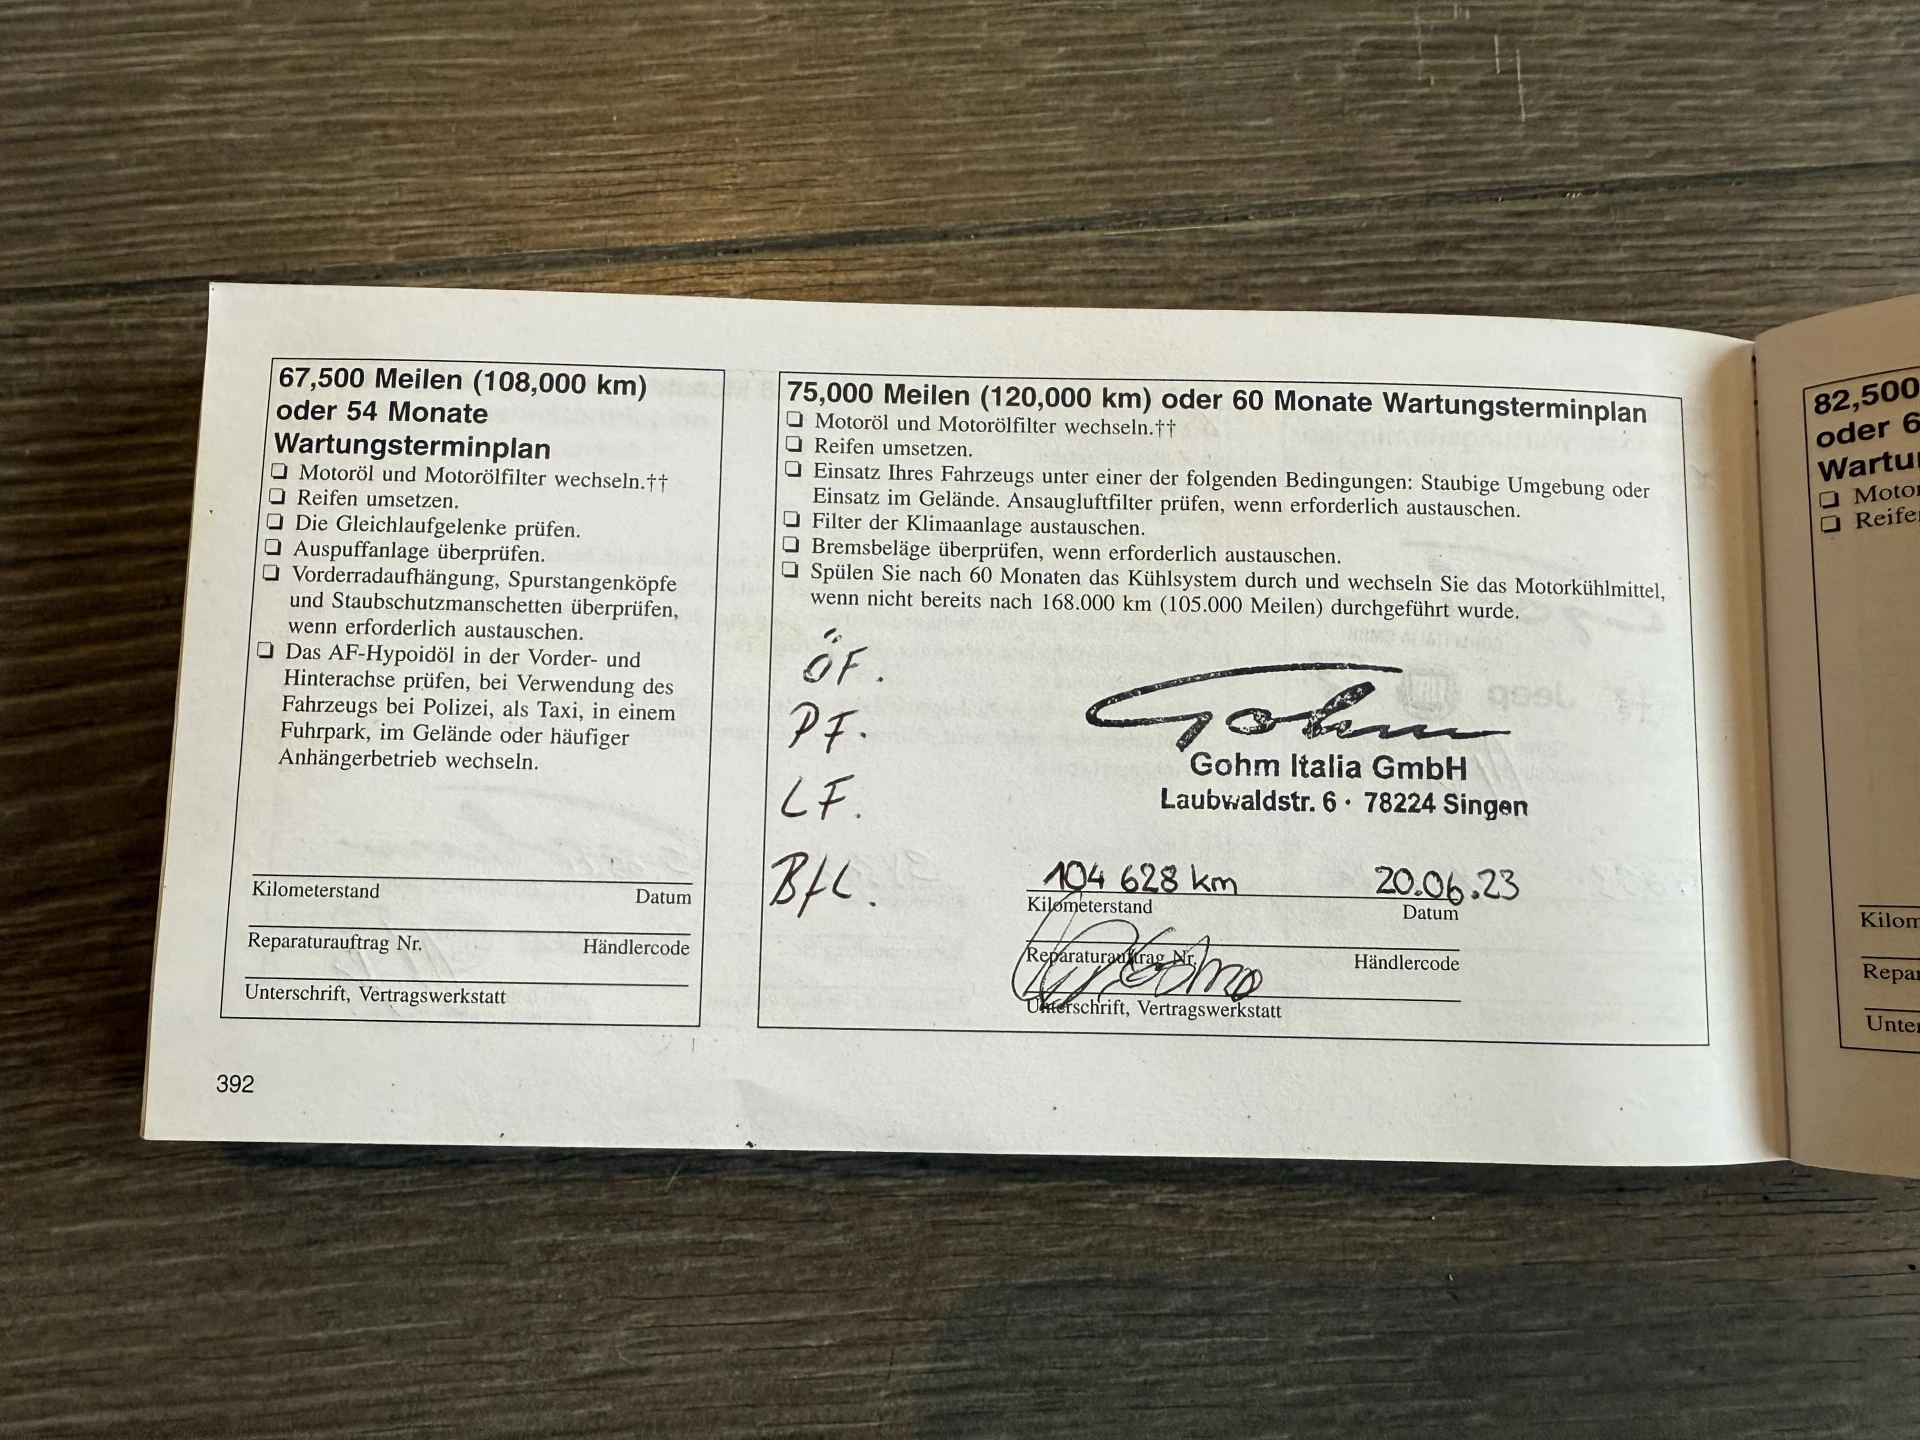 67,500 Meilen (108,000 km)
oder 54 Monate
Wartungsterminplan
❏ Motoröl und Motorölfilter wechseln.††
❏ Reifen umsetzen.
❏ Die Gleichlaufgelenke prüfen.
❏ Auspuffanlage überprüfen.
❏ Vorderradaufhängung, Spurstangenköpfe
und Staubschutzmanschetten überprüfen,
wenn erforderlich austauschen.
❏ Das AF-Hypoidöl in der Vorder- und
Hinterachse prüfen, bei Verwendung des
Fahrzeugs bei Polizei, als Taxi, in einem
Fuhrpark, im Gelände oder häufiger
Anhängerbetrieb wechseln.
Kilometerstand Datum
Reparaturauftrag Nr. Händlercode
Unterschrift, Vertragswerkstatt
75,000 Meilen (120,000 km) oder 60 Monate Wartungsterminplan
❏ Motoröl und Motorölfilter wechseln.††
❏ Reifen umsetzen.
❏ Einsatz Ihres Fahrzeugs unter einer der folgenden Bedingungen: Staubige Umgebung oder
Einsatz im Gelände. Ansaugluftfilter prüfen, wenn erforderlich austauschen.
❏ Filter der Klimaanlage austauschen.
❏ Bremsbeläge überprüfen, wenn erforderlich austauschen.
❏ Spülen Sie nach 60 Monaten das Kühlsystem durch und wechseln Sie das Motorkühlmittel,
wenn nicht bereits nach 168.000 km (105.000 Meilen) durchgeführt wurde.
ÖF.
PF.
LF.
BfL.
Gohm
Gohm Italia GmbH
Laubwaldstr. 6 · 78224 Singen
104 628 km 20.06.23
Kilometerstand Datum
Reparaturauftrag Nr. Händlercode
Unterschrift, Vertragswerkstatt
392
82,500
oder 6
Wartu
❏ Motor
❏ Reife
Kilom
Repa
Unte